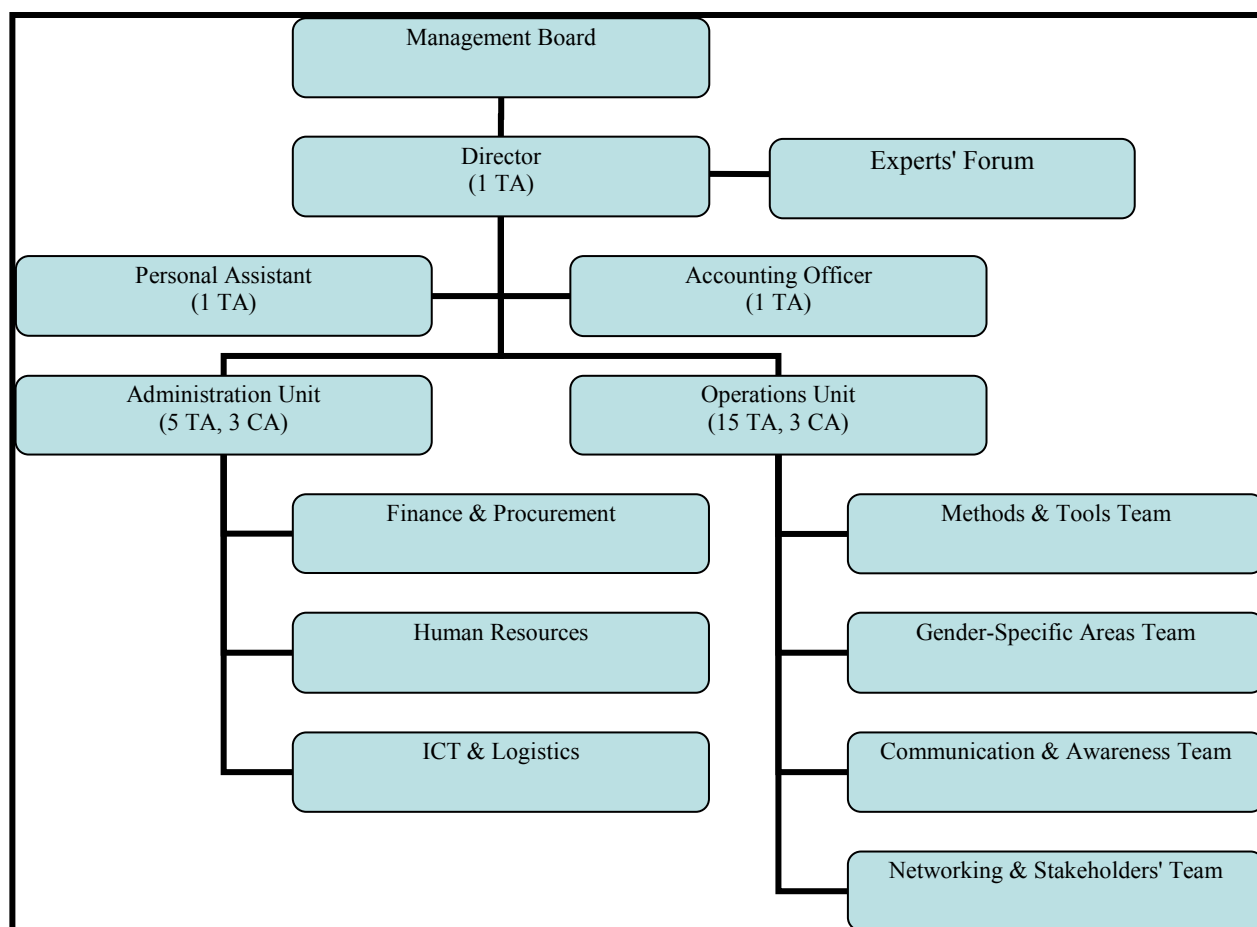 Management Board
Director
(1 TA)
Experts' Forum
Personal Assistant
(1 TA)
Accounting Officer
(1 TA)
Administration Unit
(5 TA, 3 CA)
Operations Unit
(15 TA, 3 CA)
Finance & Procurement
Methods & Tools Team
Human Resources
Gender-Specific Areas Team
ICT & Logistics
Communication & Awareness Team
Networking & Stakeholders' Team